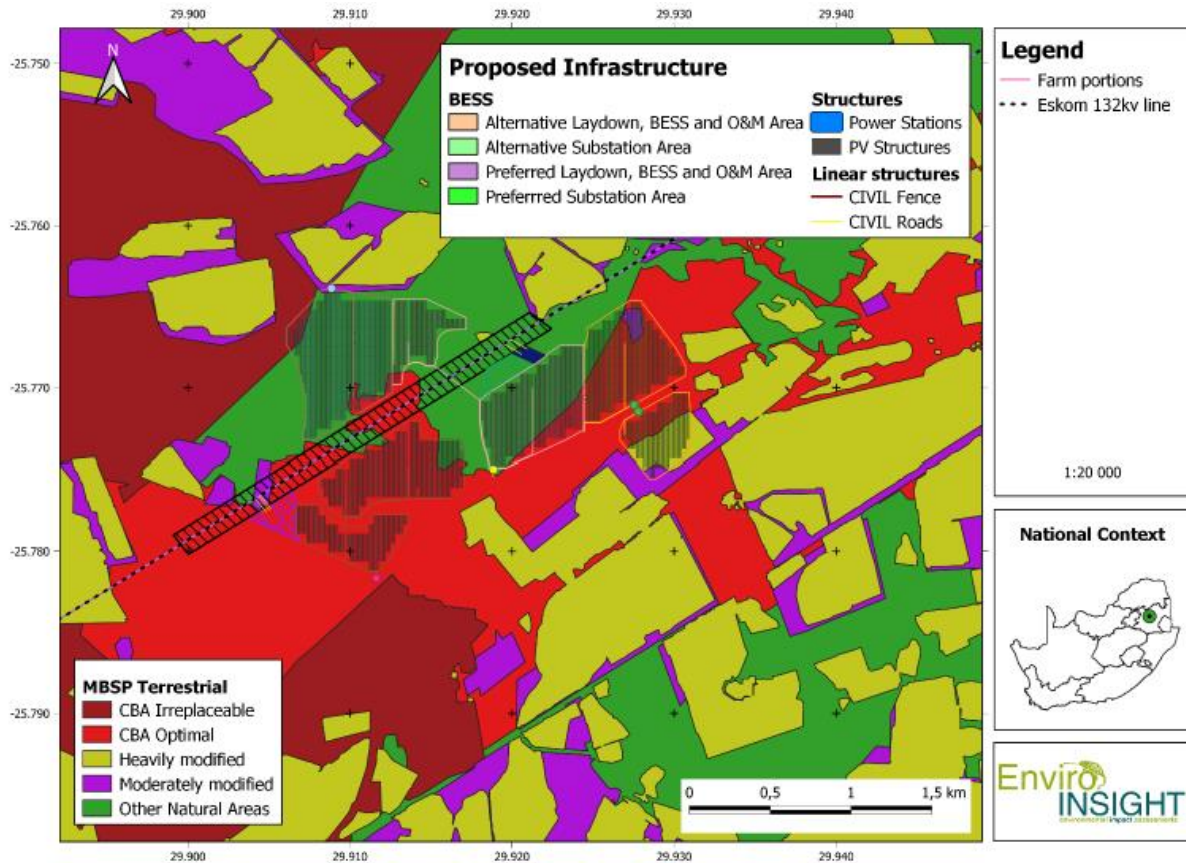 29.900 29.910 29.920 29.930 29.940
-25.750
-25.760
-25.770
-25.780
-25.790
N
Proposed Infrastructure
BESS
Alternative Laydown, BESS and O&M Area
Alternative Substation Area
Preferred Laydown, BESS and O&M Area
Preferrred Substation Area
Structures
Power Stations
PV Structures
Linear structures
CIVIL Fence
CIVIL Roads
MBSP Terrestrial
CBA Irreplaceable
CBA Optimal
Heavily modified
Moderately modified
Other Natural Areas
0 0,5 1 1,5 km
29.900 29.910 29.920 29.930 29.940
Legend
Farm portions
Eskom 132kv line
1:20 000
National Context
Enviro
INSIGHT
environmental impact assessments